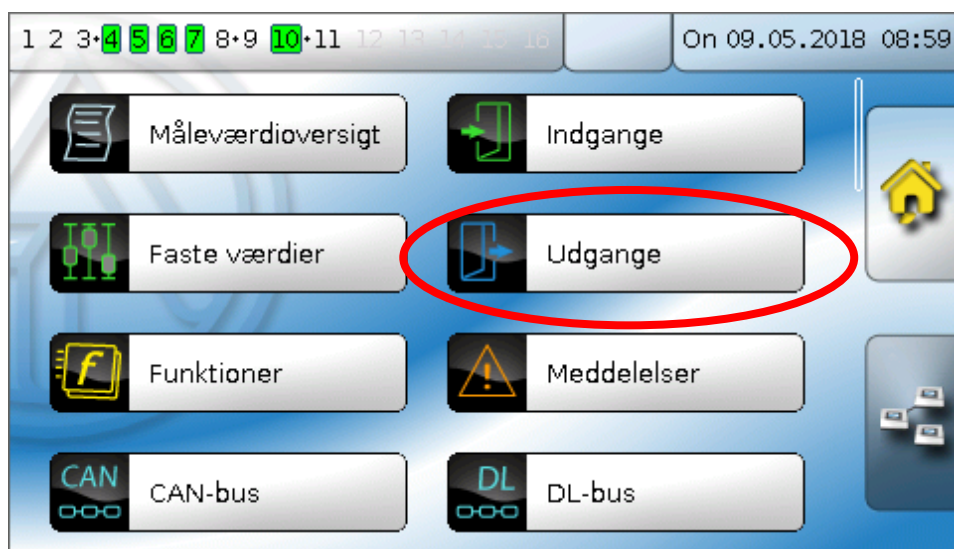 1 2 3•4 5 6 7 8•9 10•11 12 13 14 15 16
On 09.05.2018 08:59
Måleværdioversigt
Indgange
Faste værdier
Udgange
f Funktioner
Meddelelser
CAN CAN-bus
DL DL-bus